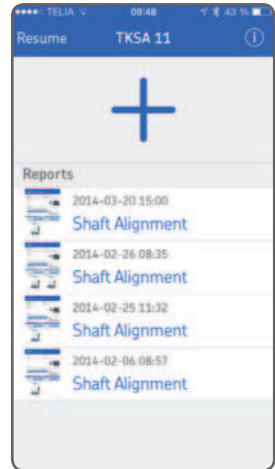 TELIA 09:48 43 %
Resume TKSA 11
Reports
2014-03-20 15:00
Shaft Alignment
2014-02-26 08:35
Shaft Alignment
2014-02-25 11:32
Shaft Alignment
2014-02-06 08:57
Shaft Alignment